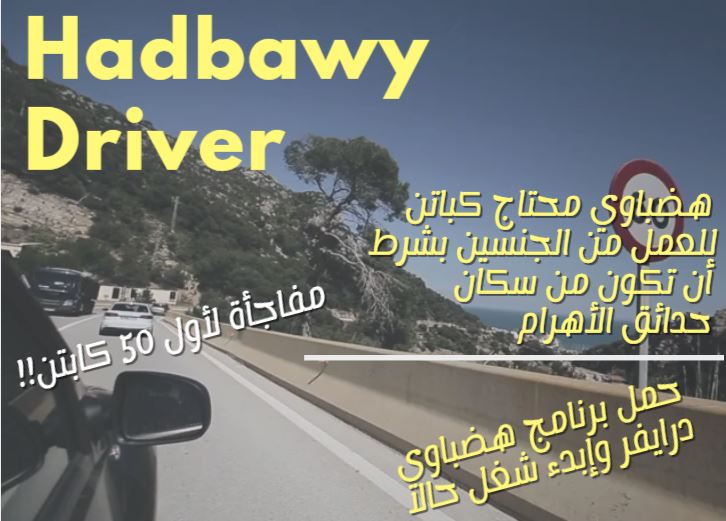 Hadbawy
Driver
هضباوي محتاج كباتن
للعمل من الجنسين بشرط
أن تكون من سكان
حدائق الأهرام
مفاجأة لأول 50 كابتن!!
حمل برنامج هضباوي
درايفر وإبدء شغل حالا